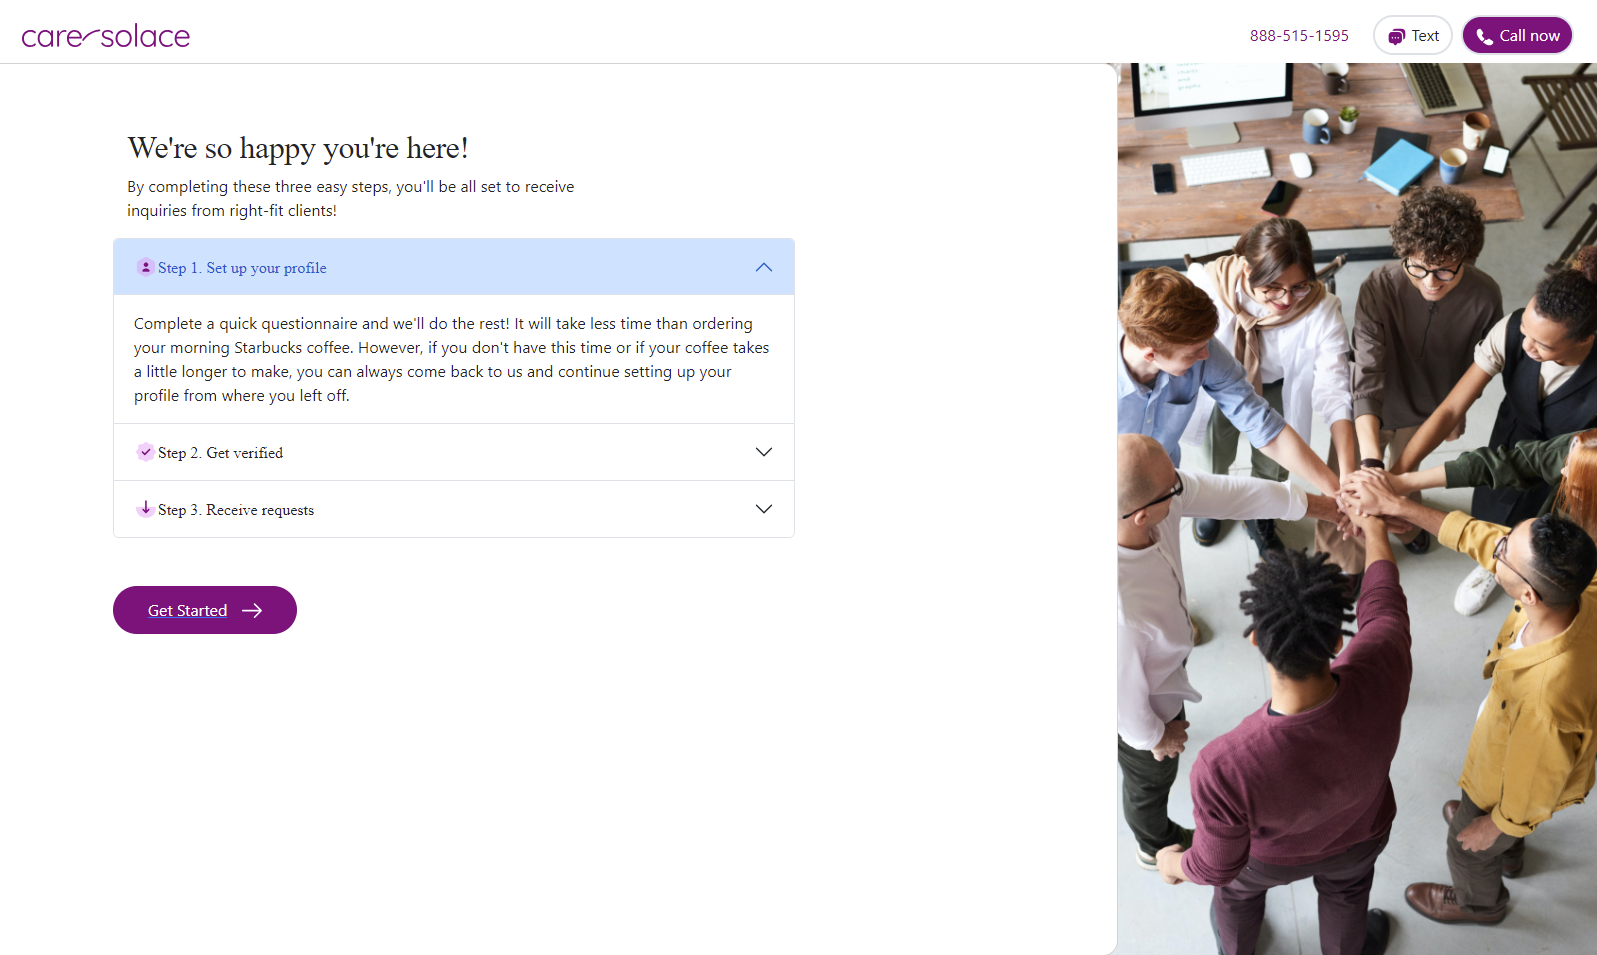 care solace
888-515-1595
Text
Call now
We're so happy you're here!
By completing these three easy steps, you'll be all set to receive
inquiries from right-fit clients!
Step 1. Set up your profile
Complete a quick questionnaire and we'll do the rest! It will take less time than ordering
your morning Starbucks coffee. However, if you don't have this time or if your coffee takes
a little longer to make, you can always come back to us and continue setting up your
profile from where you left off.
Step 2. Get verified
Step 3. Receive requests
Get Started